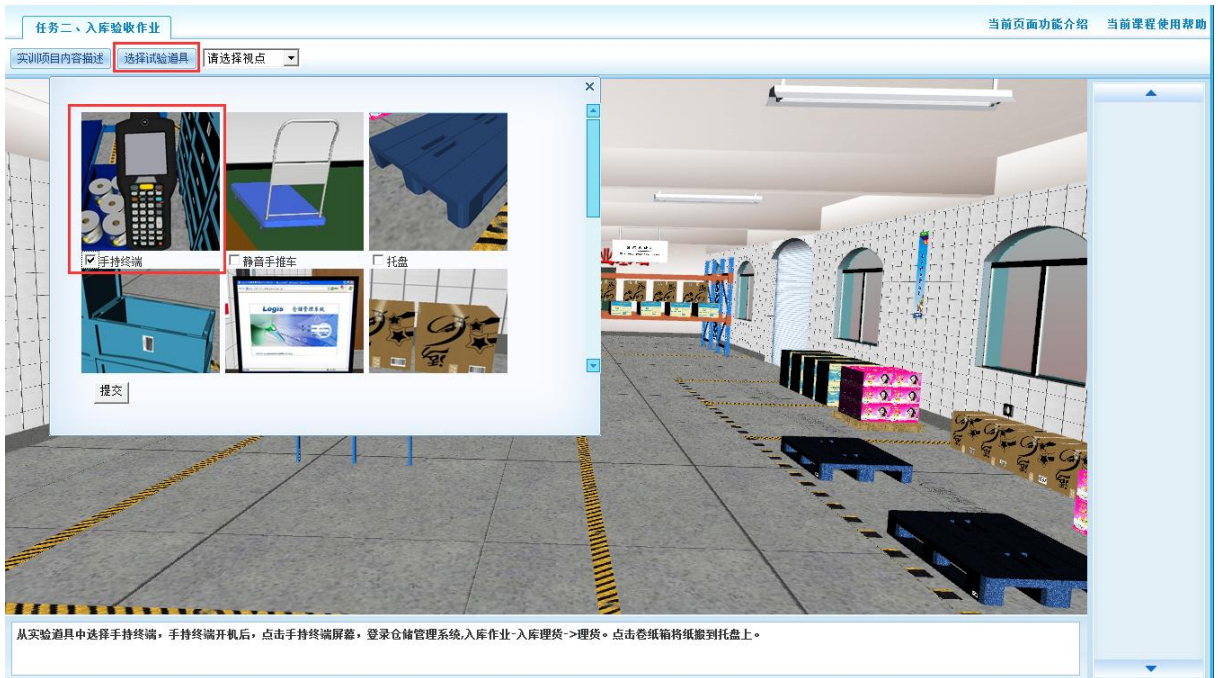 任务二、入库验收作业
当前页面功能介绍 当前课程使用帮助
实训项目内容描述 选择试验道具 请选择视点
手持终端 静音手推车 托盘
Logis 仓储管理系统
提交
从实验道具中选择手持终端，手持终端开机后，点击手持终端屏幕，登录仓储管理系统,入库作业-入库理货->理货。点击卷纸箱将纸搬到托盘上。